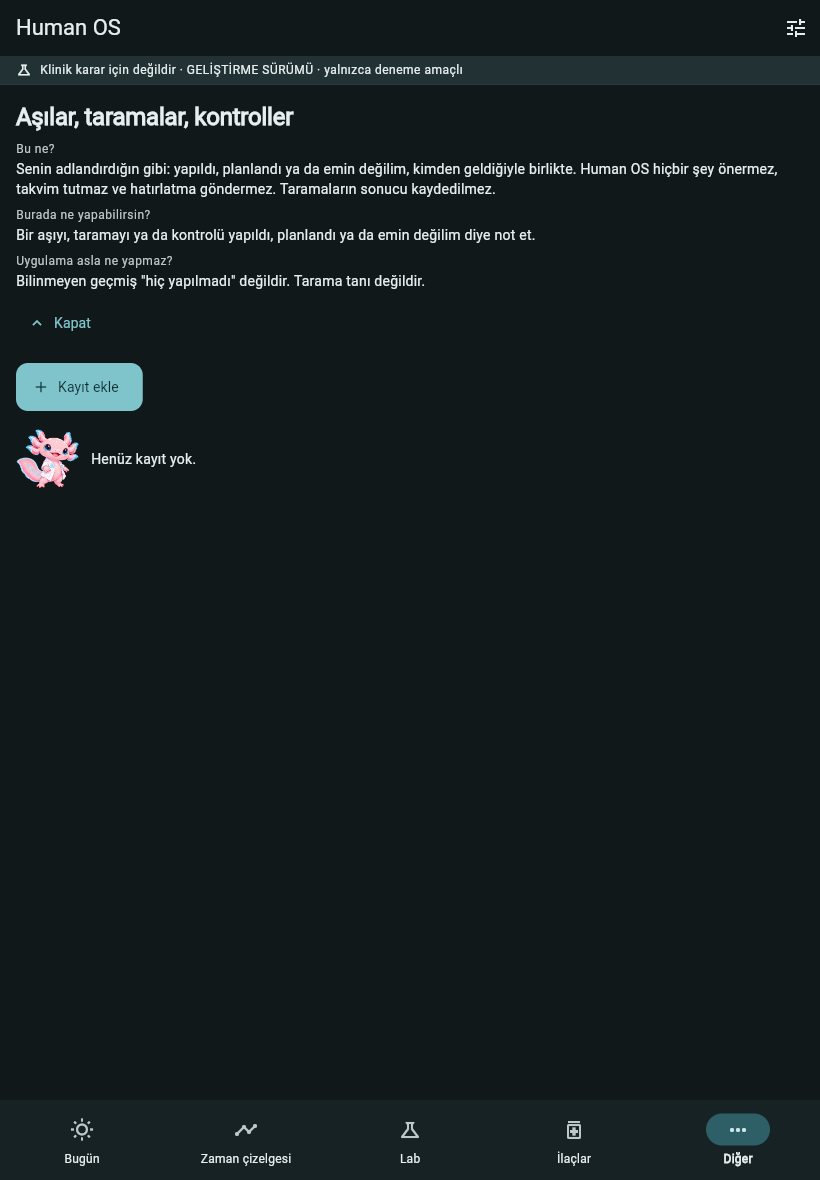 Human OS
Klinik karar için değildir · GELİŞTİRME SÜRÜMÜ · yalnızca deneme amaçlı
Aşılar, taramalar, kontroller
Bu ne?
Senin adlandırdığın gibi: yapıldı, planlandı ya da emin değilim, kimden geldiğiyle birlikte. Human OS hiçbir şey önermez,
takvim tutmaz ve hatırlatma göndermez. Taramaların sonucu kaydedilmez.
Burada ne yapabilirsin?
Bir aşıyı, taramayı ya da kontrolü yapıldı, planlandı ya da emin değilim diye not et.
Uygulama asla ne yapmaz?
Bilinmeyen geçmiş "hiç yapılmadı" değildir. Tarama tanı değildir.
Kapat
Kayıt ekle
Henüz kayıt yok.
Bugün
Zaman çizelgesi
Lab
İlaçlar
Diğer